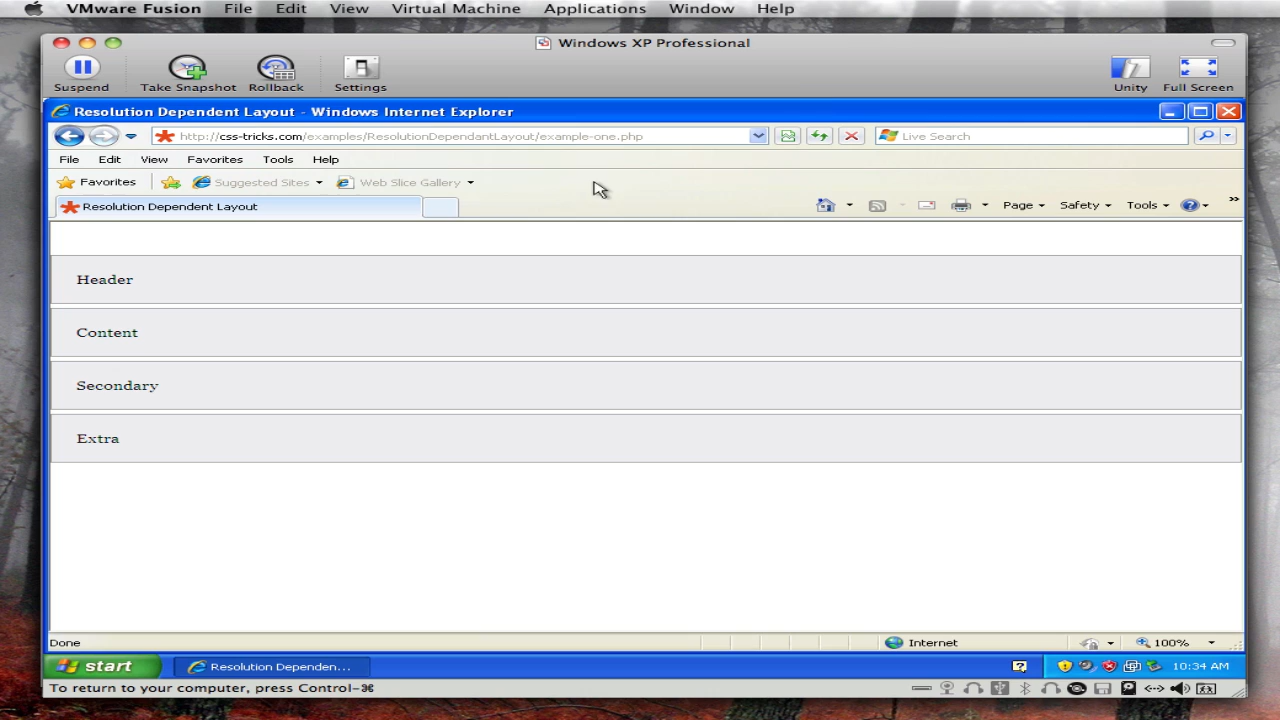 VMware Fusion File Edit View Virtual Machine Applications Window Help
Windows XP Professional
Suspend Take Snapshot Rollback Settings Unity Full Screen
Resolution Dependent Layout - Windows Internet Explorer
http://css-tricks.com/examples/ResolutionDependantLayout/example-one.php Live Search
File Edit View Favorites Tools Help
Favorites Suggested Sites Web Slice Gallery
Resolution Dependent Layout Page Safety Tools
Header
Content
Secondary
Extra
Done Internet 100%
start Resolution Dependen... 10:34 AM
To return to your computer, press Control-⌘